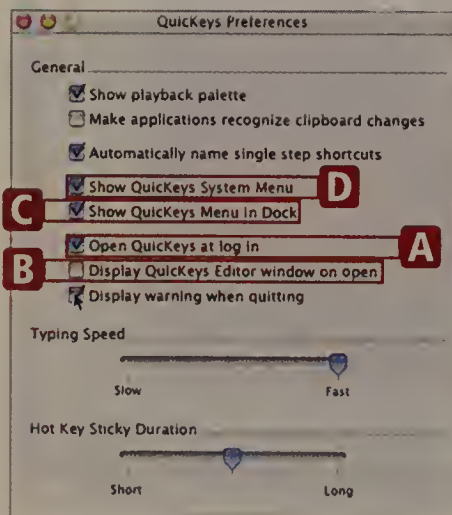 QuicKeys Preferences
General
Show playback palette
Make applications recognize clipboard changes
Automatically name single step shortcuts
Show QuicKeys System Menu D
C Show QuicKeys Menu in Dock
Open QuicKeys at log in A
B Display QuicKeys Editor window on open
Display warning when quitting
Typing Speed
Slow Fast
Hot Key Sticky Duration
Short Long